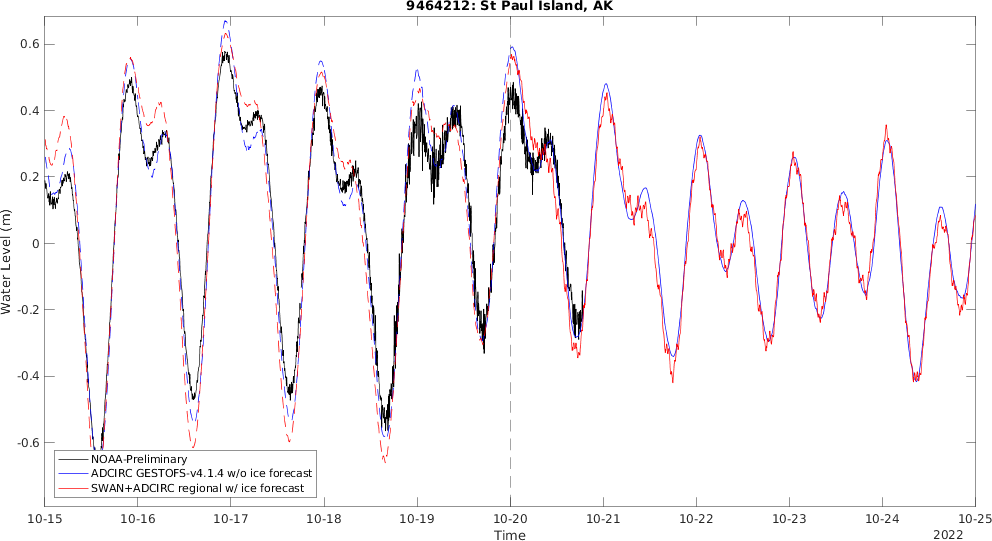 9464212: St Paul Island, AK
Water Level (m)
0.6
0.4
0.2
0
-0.2
-0.4
-0.6
NOAA-Preliminary
ADCIRC GESTOFS-v4.1.4 w/o ice forecast
SWAN+ADCIRC regional w/ ice forecast
10-15 10-16 10-17 10-18 10-19 10-20 10-21 10-22 10-23 10-24 10-25
Time
2022